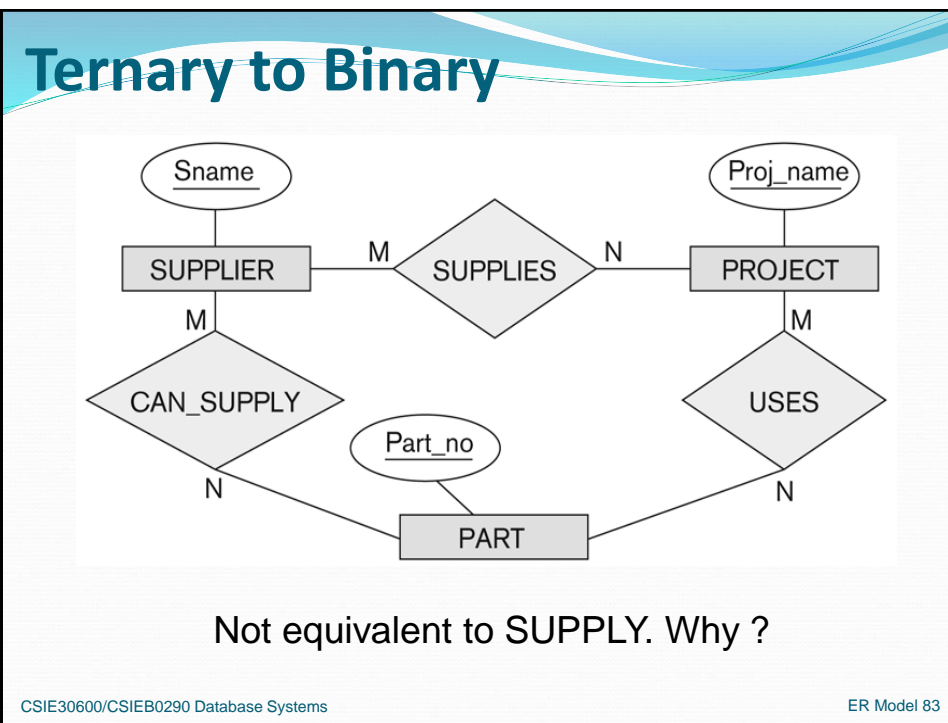 Ternary to Binary
Sname
Proj_name
M
N
SUPPLIER
SUPPLIES
PROJECT
M
M
CAN_SUPPLY
USES
Part_no
N
N
PART
Not equivalent to SUPPLY. Why ?
CSIE30600/CSIEB0290 Database Systems
ER Model 83